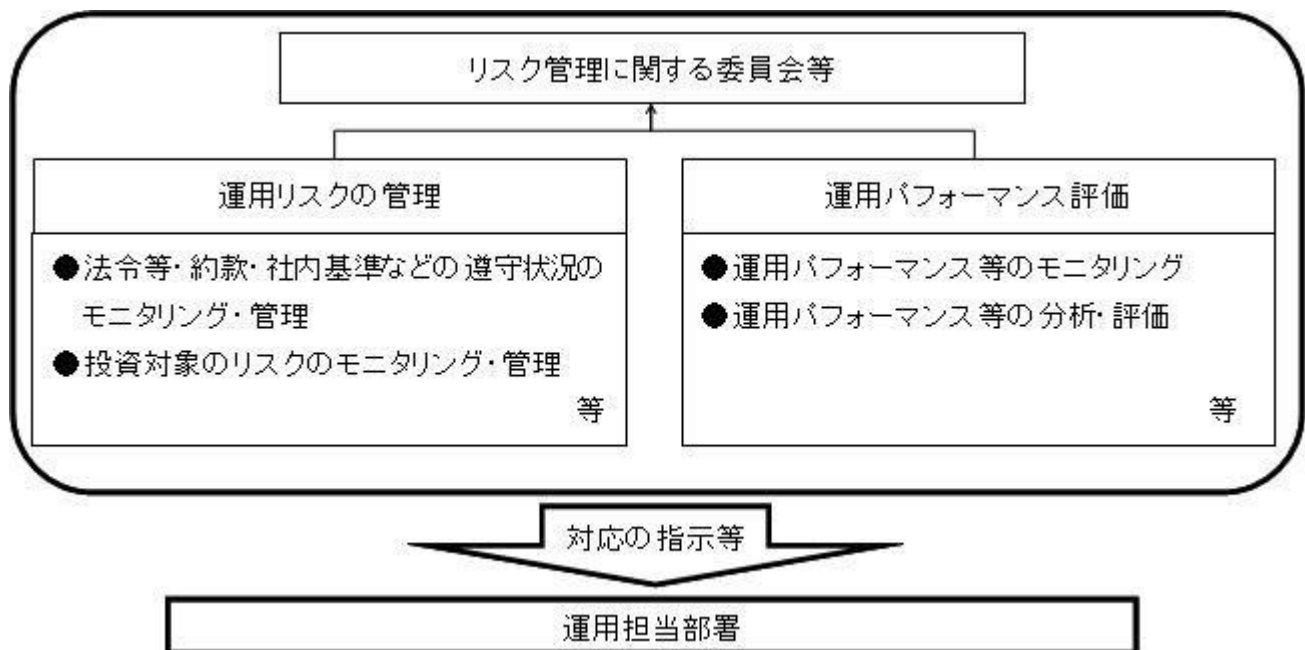 リスク管理に関する委員会等
運用リスクの管理
●法令等・約款・社内基準などの遵守状況の
モニタリング・管理
●投資対象のリスクのモニタリング・管理
等
運用パフォーマンス評価
●運用パフォーマンス等のモニタリング
●運用パフォーマンス等の分析・評価
等
対応の指示等
運用担当部署